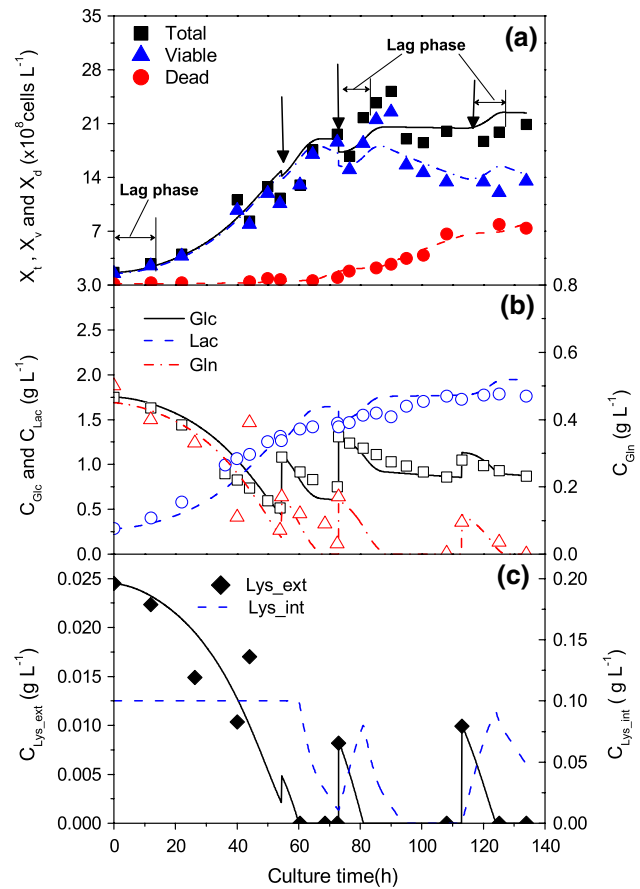 (a)
Total
Viable
Dead
Lag phase
Lag phase
Lag phase
X_t , X_v and X_d (x10^8cells L^-1)
35
28
21
14
7
3.0
0.8
(b)
Glc
Lac
Gln
C_Glc and C_Lac (g L^-1)
2.5
2.0
1.5
1.0
0.5
0.0
C_Gln (g L^-1)
0.6
0.4
0.2
0.0
(c)
Lys_ext
Lys_int
C_Lys_ext (g L^-1)
0.025
0.020
0.015
0.010
0.005
0.000
C_Lys_int (g L^-1)
0.20
0.15
0.10
0.05
0.00
0 20 40 60 80 100 120 140
Culture time(h)